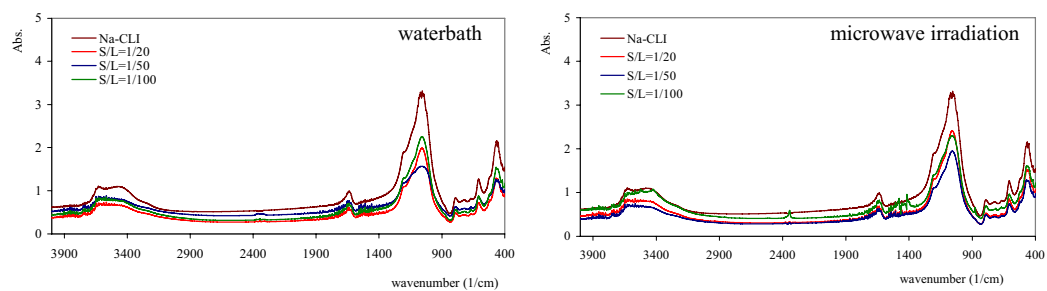 5
4
3
2
1
0
Abs.
waterbath
Na-CLI
S/L=1/20
S/L=1/50
S/L=1/100
3900 3400 2900 2400 1900 1400 900 400
wavenumber (1/cm)
5
4
3
2
1
0
Abs.
microwave irradiation
Na-CLI
S/L=1/20
S/L=1/50
S/L=1/100
3900 3400 2900 2400 1900 1400 900 400
wavenumber (1/cm)